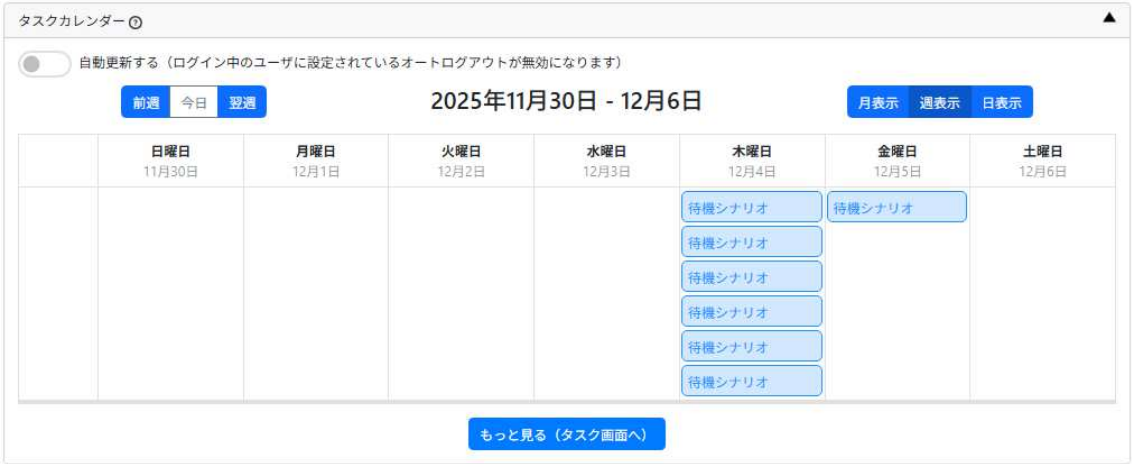 タスクカレンダー
自動更新する（ログイン中のユーザに設定されているオートログアウトが無効になります）
前週 今日 翌週
2025年11月30日 - 12月6日
月表示 週表示 日表示
日曜日 月曜日 火曜日 水曜日 木曜日 金曜日 土曜日
11月30日 12月1日 12月2日 12月3日 12月4日 12月5日 12月6日
待機シナリオ 待機シナリオ
待機シナリオ
待機シナリオ
待機シナリオ
待機シナリオ
待機シナリオ
もっと見る（タスク画面へ）